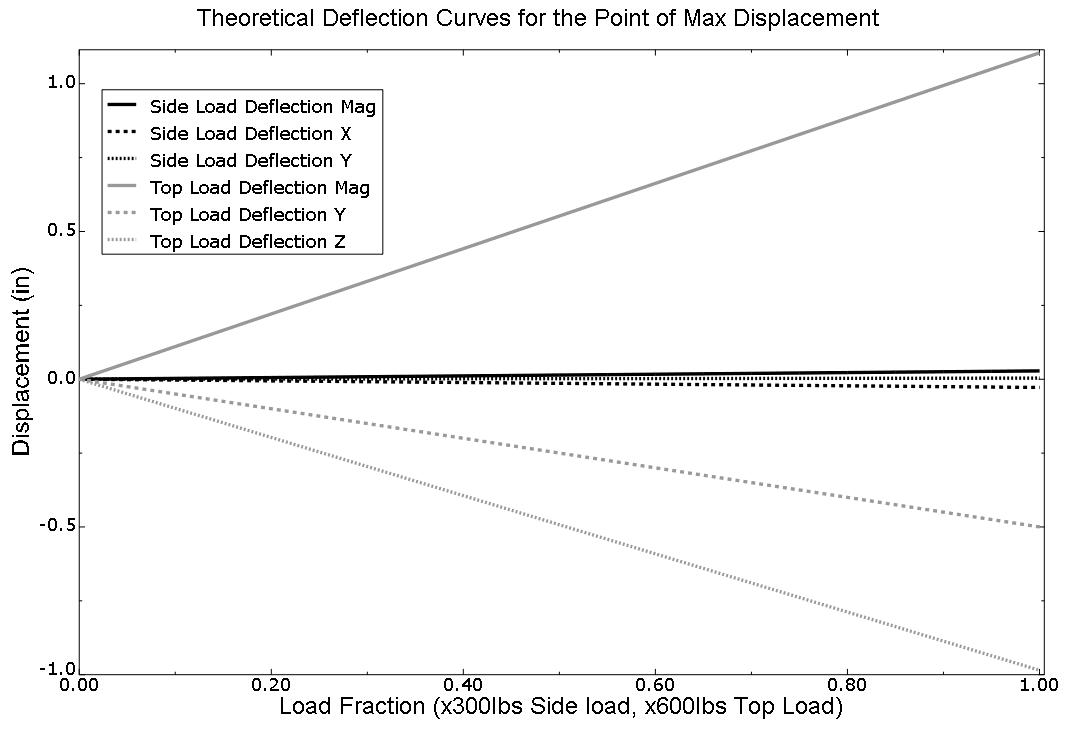 Theoretical Deflection Curves for the Point of Max Displacement
1.0
Side Load Deflection Mag
Side Load Deflection X
Side Load Deflection Y
Top Load Deflection Mag
Top Load Deflection Y
Top Load Deflection Z
0.5
0.0
-0.5
-1.0
Displacement (in)
0.00 0.20 0.40 0.60 0.80 1.00
Load Fraction (x300lbs Side load, x600lbs Top Load)